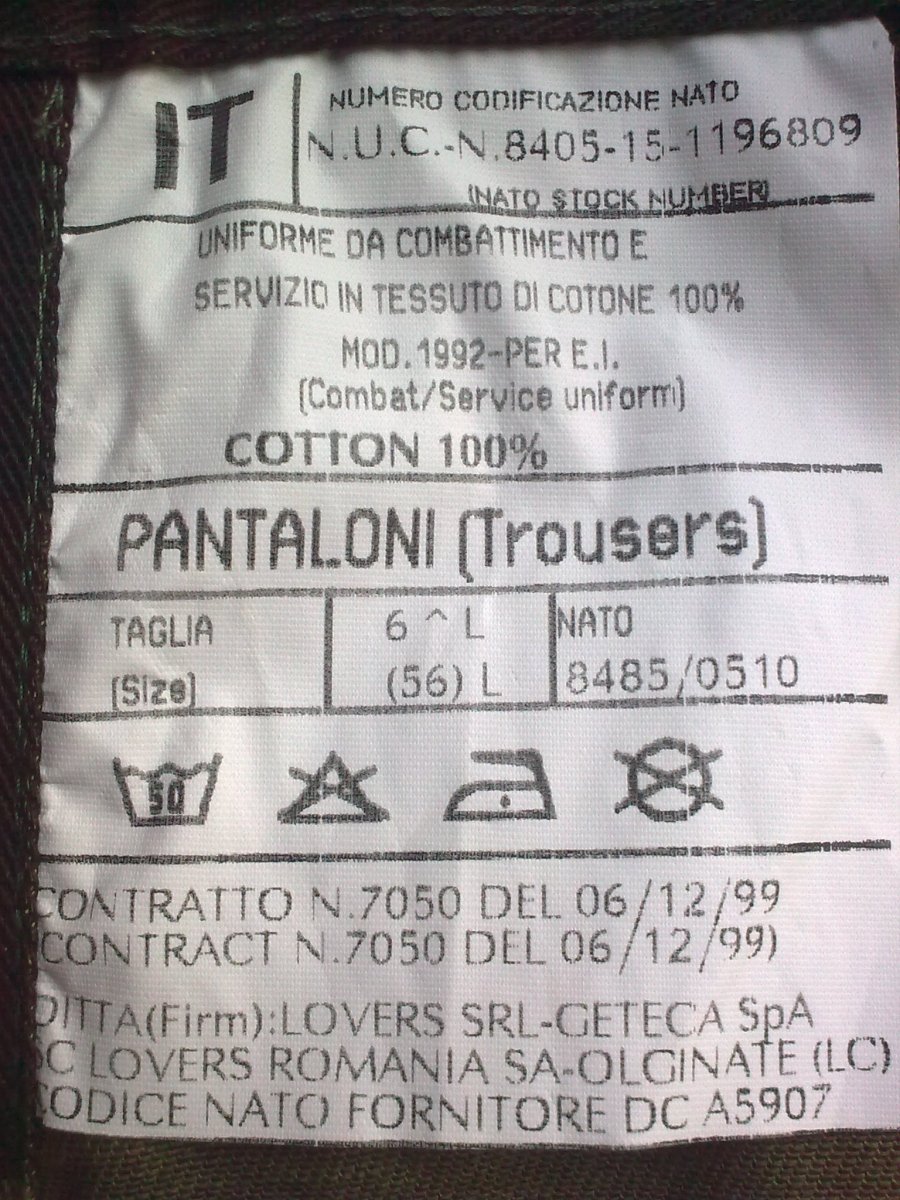 IT
NUMERO CODIFICAZIONE NATO
N.U.C.-N.8405-15-1196809
(NATO STOCK NUMBER)
UNIFORME DA COMBATTIMENTO E
SERVIZIO IN TESSUTO DI COTONE 100%
MOD.1992-PER E.I.
(Combat/Service uniform)
COTTON 100%
PANTALONI (Trousers)
TAGLIA
(Size)
6^L
(56) L
NATO
8485/0510
50
CONTRATTO N.7050 DEL 06/12/99
(CONTRACT N.7050 DEL 06/12/99)
DITTA(Firm):LOVERS SRL-GETECA SpA
SC LOVERS ROMANIA SA-OLGINATE (LC)
CODICE NATO FORNITORE DC A5907